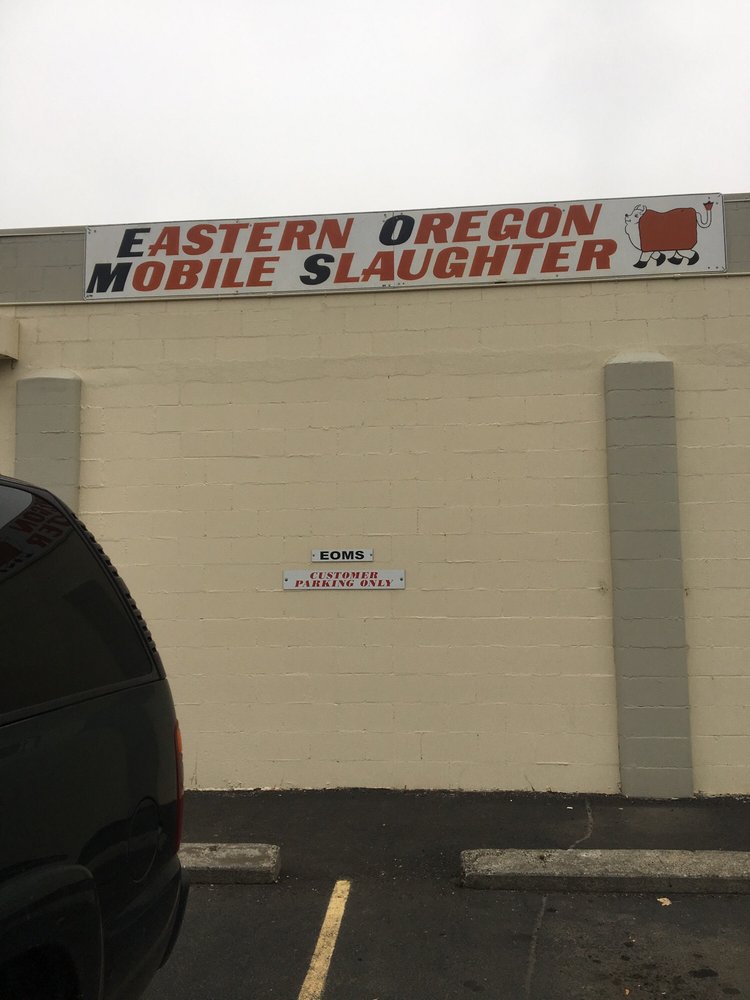 EASTERN OREGON
MOBILE SLAUGHTER
EOMS
CUSTOMER
PARKING ONLY